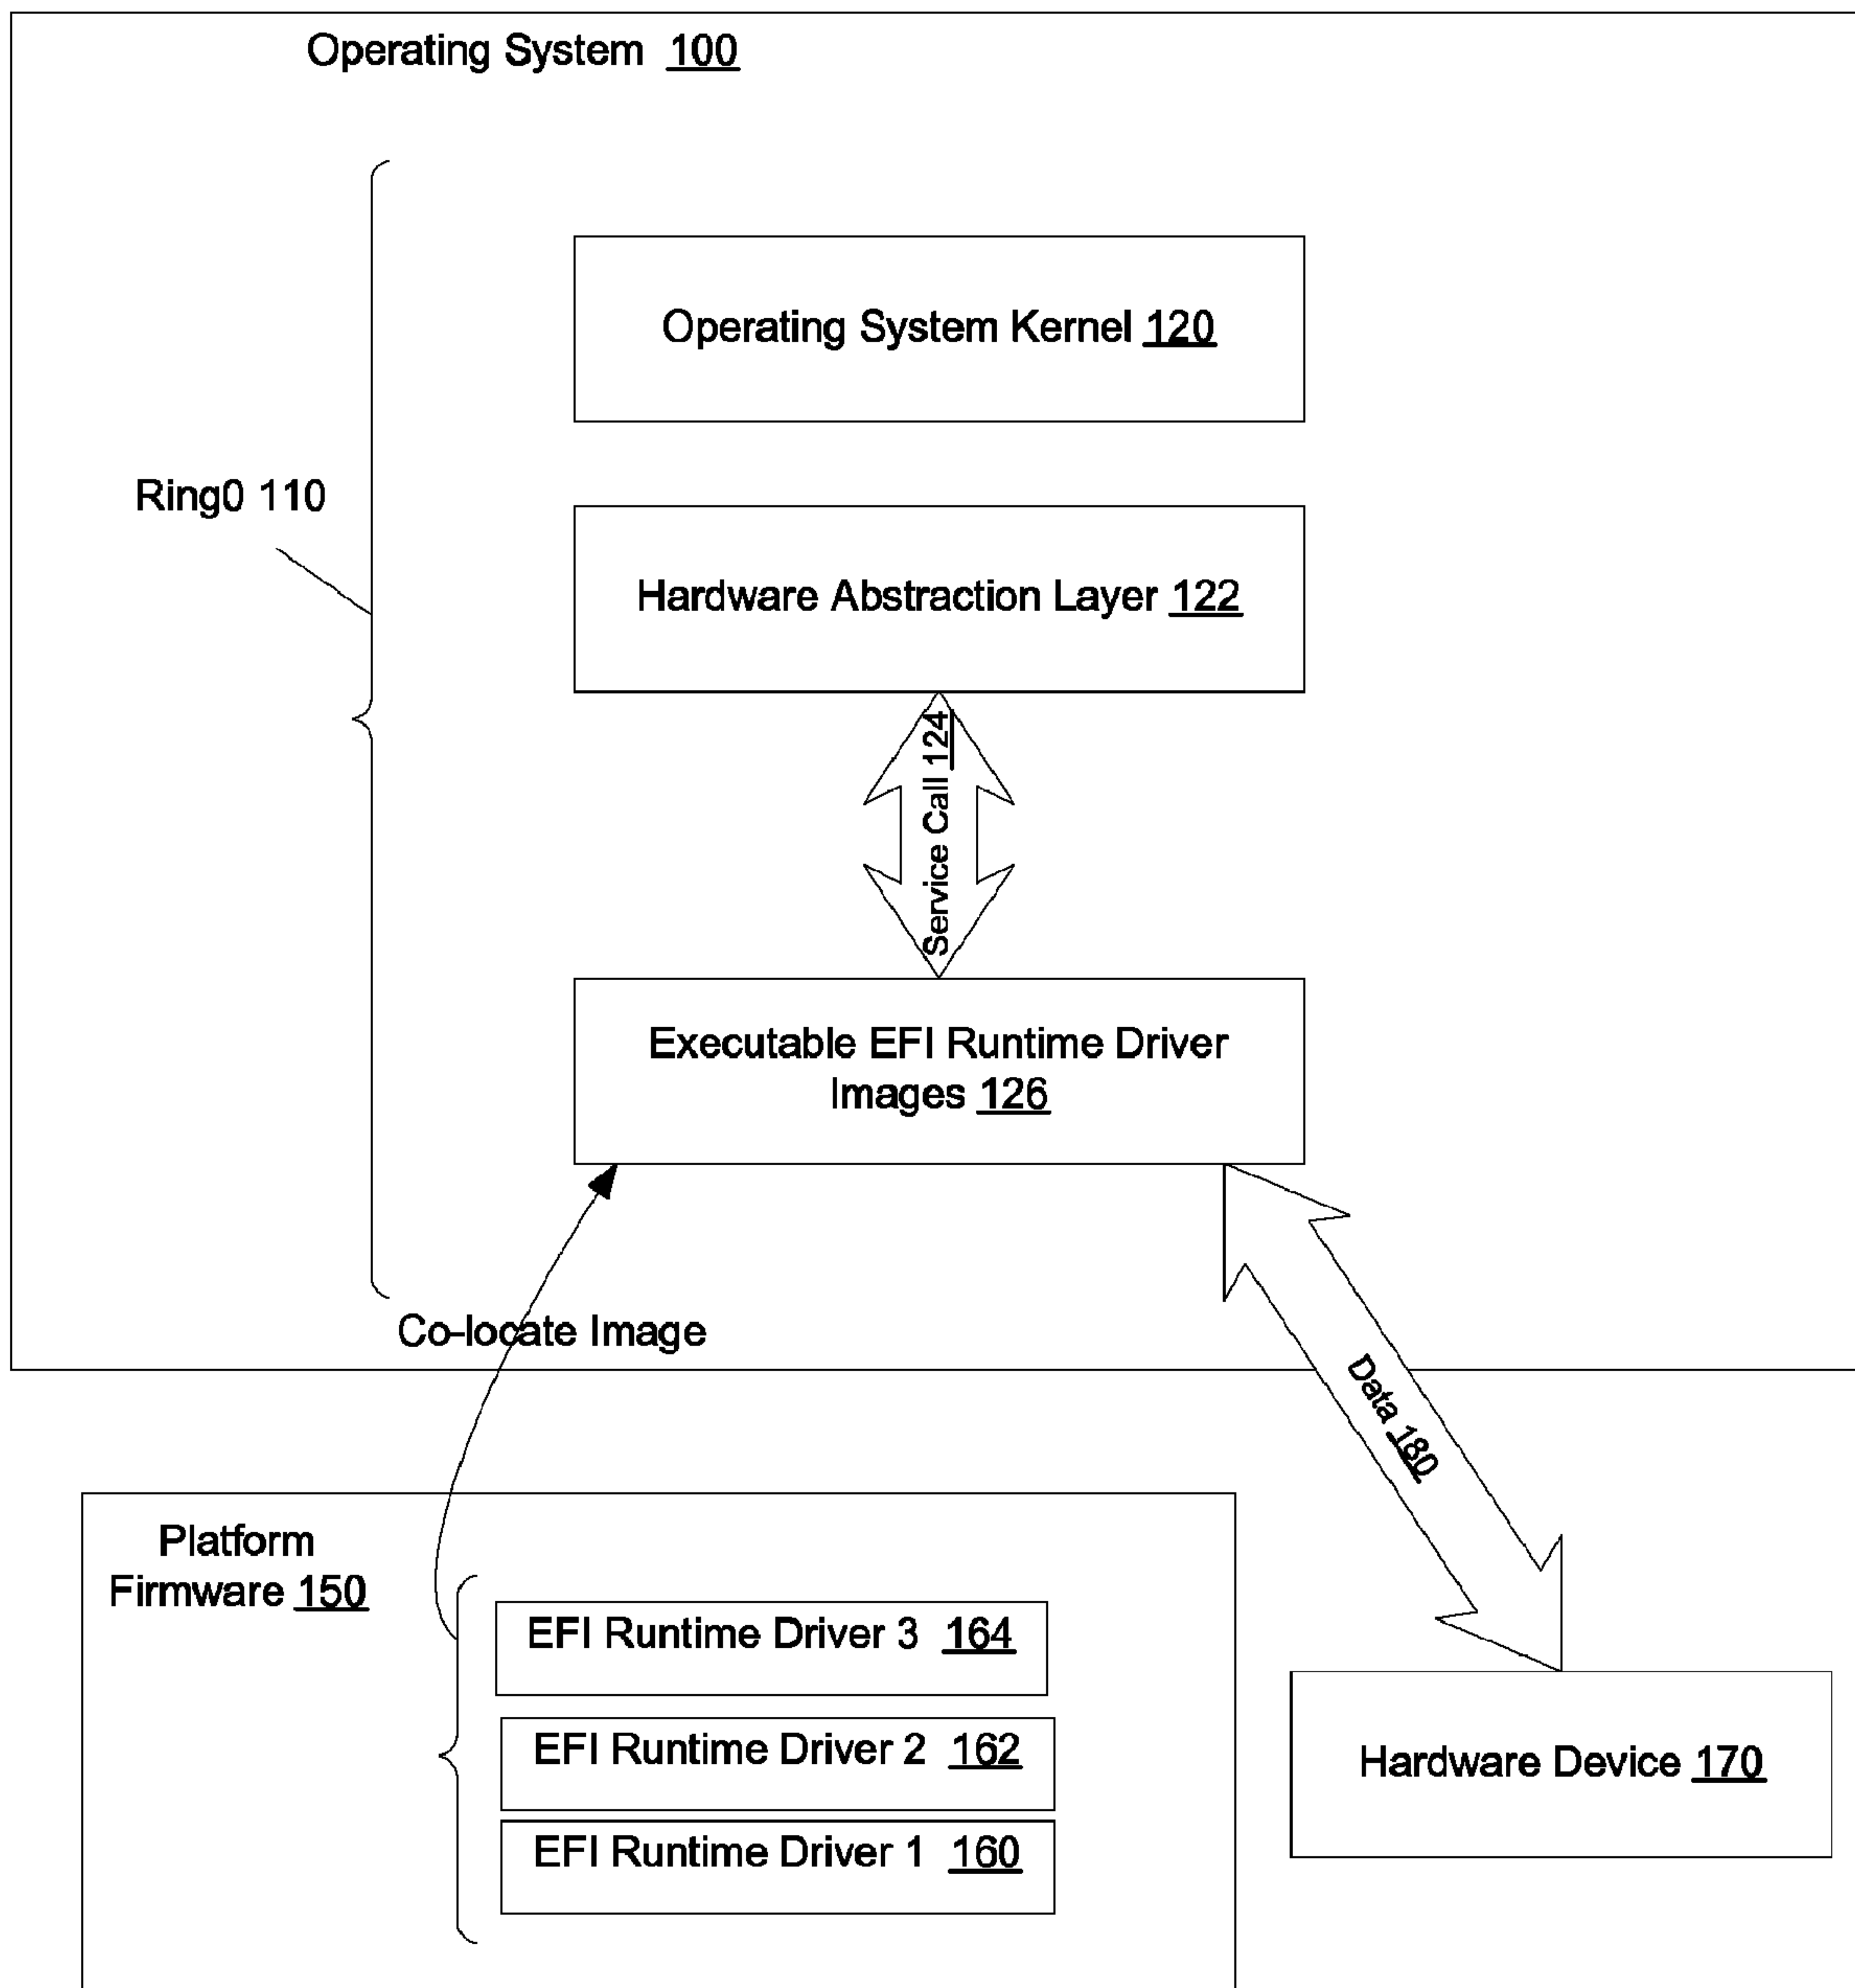 Operating System 100
Operating System Kernel 120
Ring0 110
Hardware Abstraction Layer 122
Service Call 124
Executable EFI Runtime Driver
Images 126
Co-locate Image
Data 180
Platform
Firmware 150
EFI Runtime Driver 3 164
EFI Runtime Driver 2 162
EFI Runtime Driver 1 160
Hardware Device 170